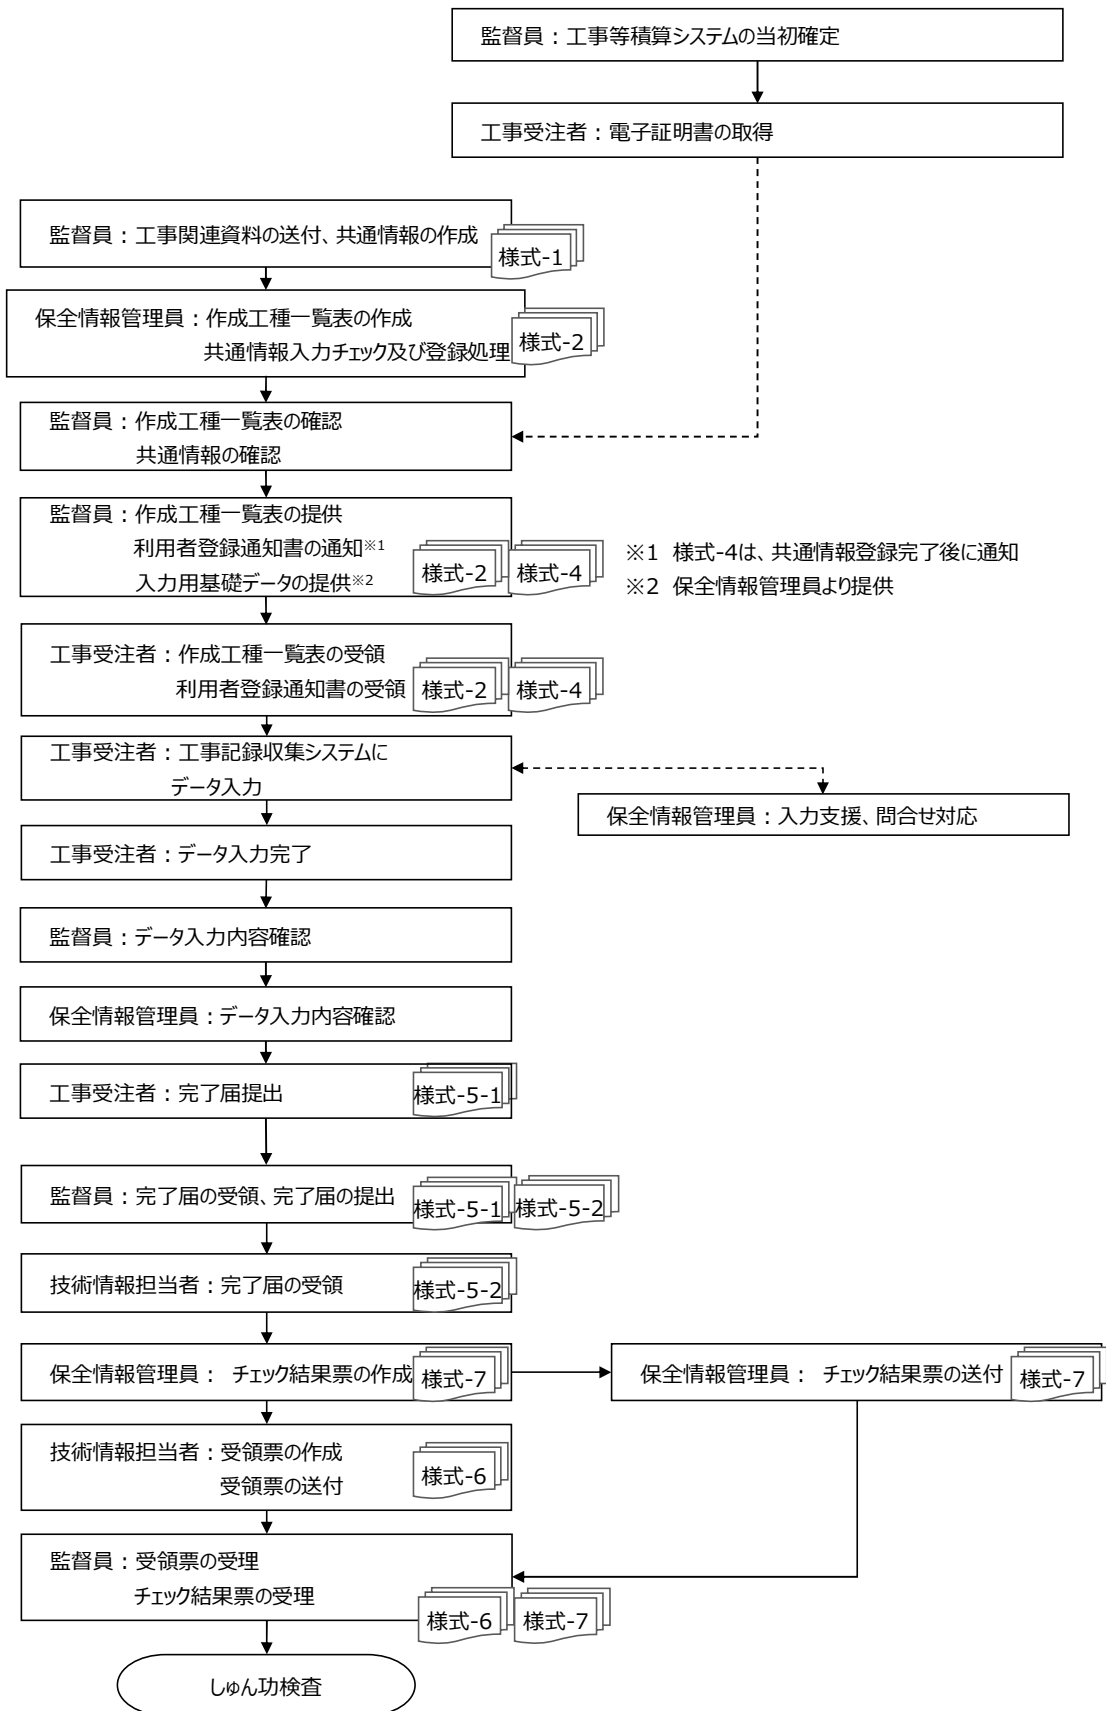 監督員：工事等積算システムの当初確定
工事受注者：電子証明書の取得
監督員：工事関連資料の送付、共通情報の作成
様式-1
保全情報管理員：作成工種一覧表の作成
共通情報入力チェック及び登録処理
様式-2
監督員：作成工種一覧表の確認
共通情報の確認
監督員：作成工種一覧表の提供
利用者登録通知書の通知※1
入力用基礎データの提供※2
様式-2
様式-4
※1 様式-4は、共通情報登録完了後に通知
※2 保全情報管理員より提供
工事受注者：作成工種一覧表の受領
利用者登録通知書の受領
様式-2
様式-4
工事受注者：工事記録収集システムに
データ入力
保全情報管理員：入力支援、問合せ対応
工事受注者：データ入力完了
監督員：データ入力内容確認
保全情報管理員：データ入力内容確認
工事受注者：完了届提出
様式-5-1
監督員：完了届の受領、完了届の提出
様式-5-1
様式-5-2
技術情報担当者：完了届の受領
様式-5-2
保全情報管理員： チェック結果票の作成
様式-7
保全情報管理員： チェック結果票の送付
様式-7
技術情報担当者：受領票の作成
受領票の送付
様式-6
監督員：受領票の受理
チェック結果票の受理
様式-6
様式-7
しゅん功検査